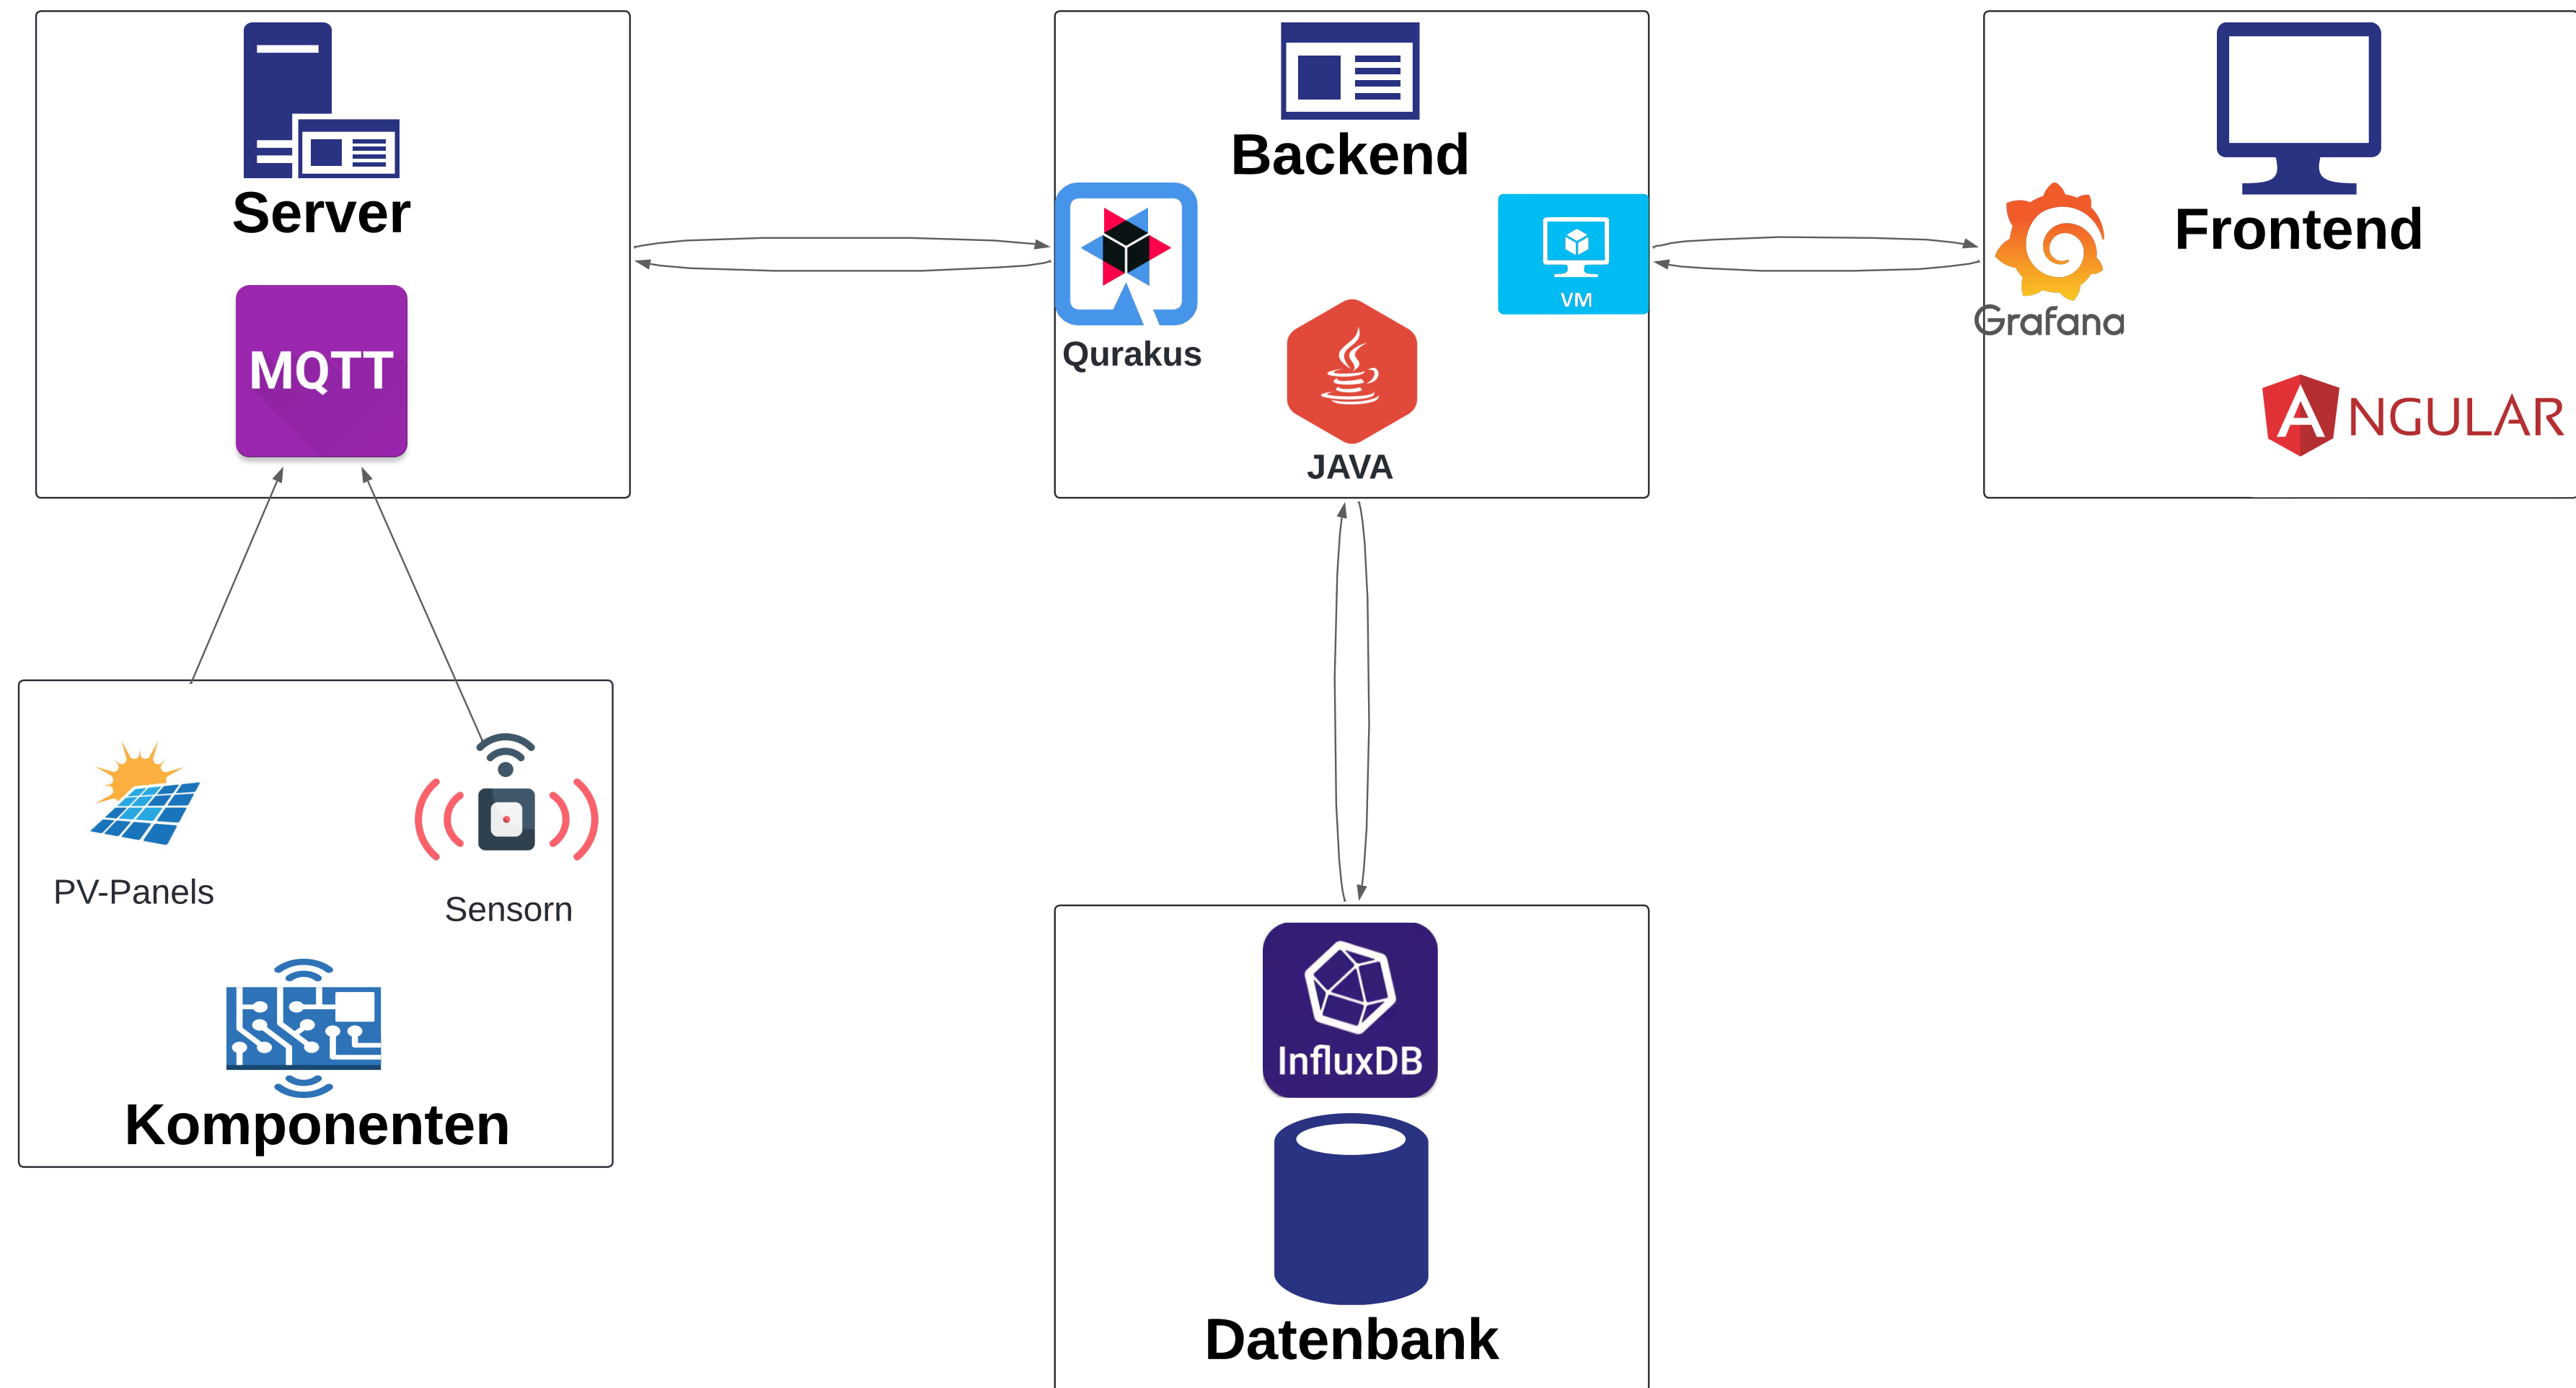 Server
MQTT
Backend
Qurakus
VM
JAVA
Frontend
Grafana
ANGULAR
PV-Panels
Sensorn
Komponenten
InfluxDB
Datenbank